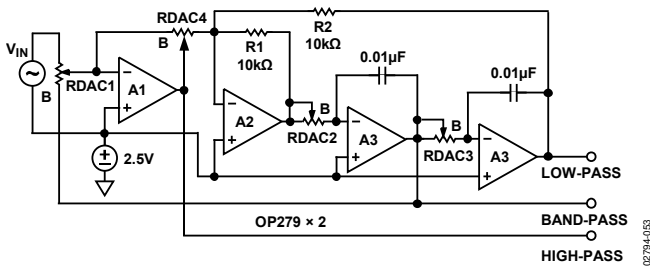 RDAC4
B
R2
10kΩ
VIN
B
RDAC1
A1
R1
10kΩ
0.01µF
0.01µF
A2
B
RDAC2
A3
B
RDAC3
A3
2.5V
LOW-PASS
OP279 × 2
BAND-PASS
HIGH-PASS
02794-053